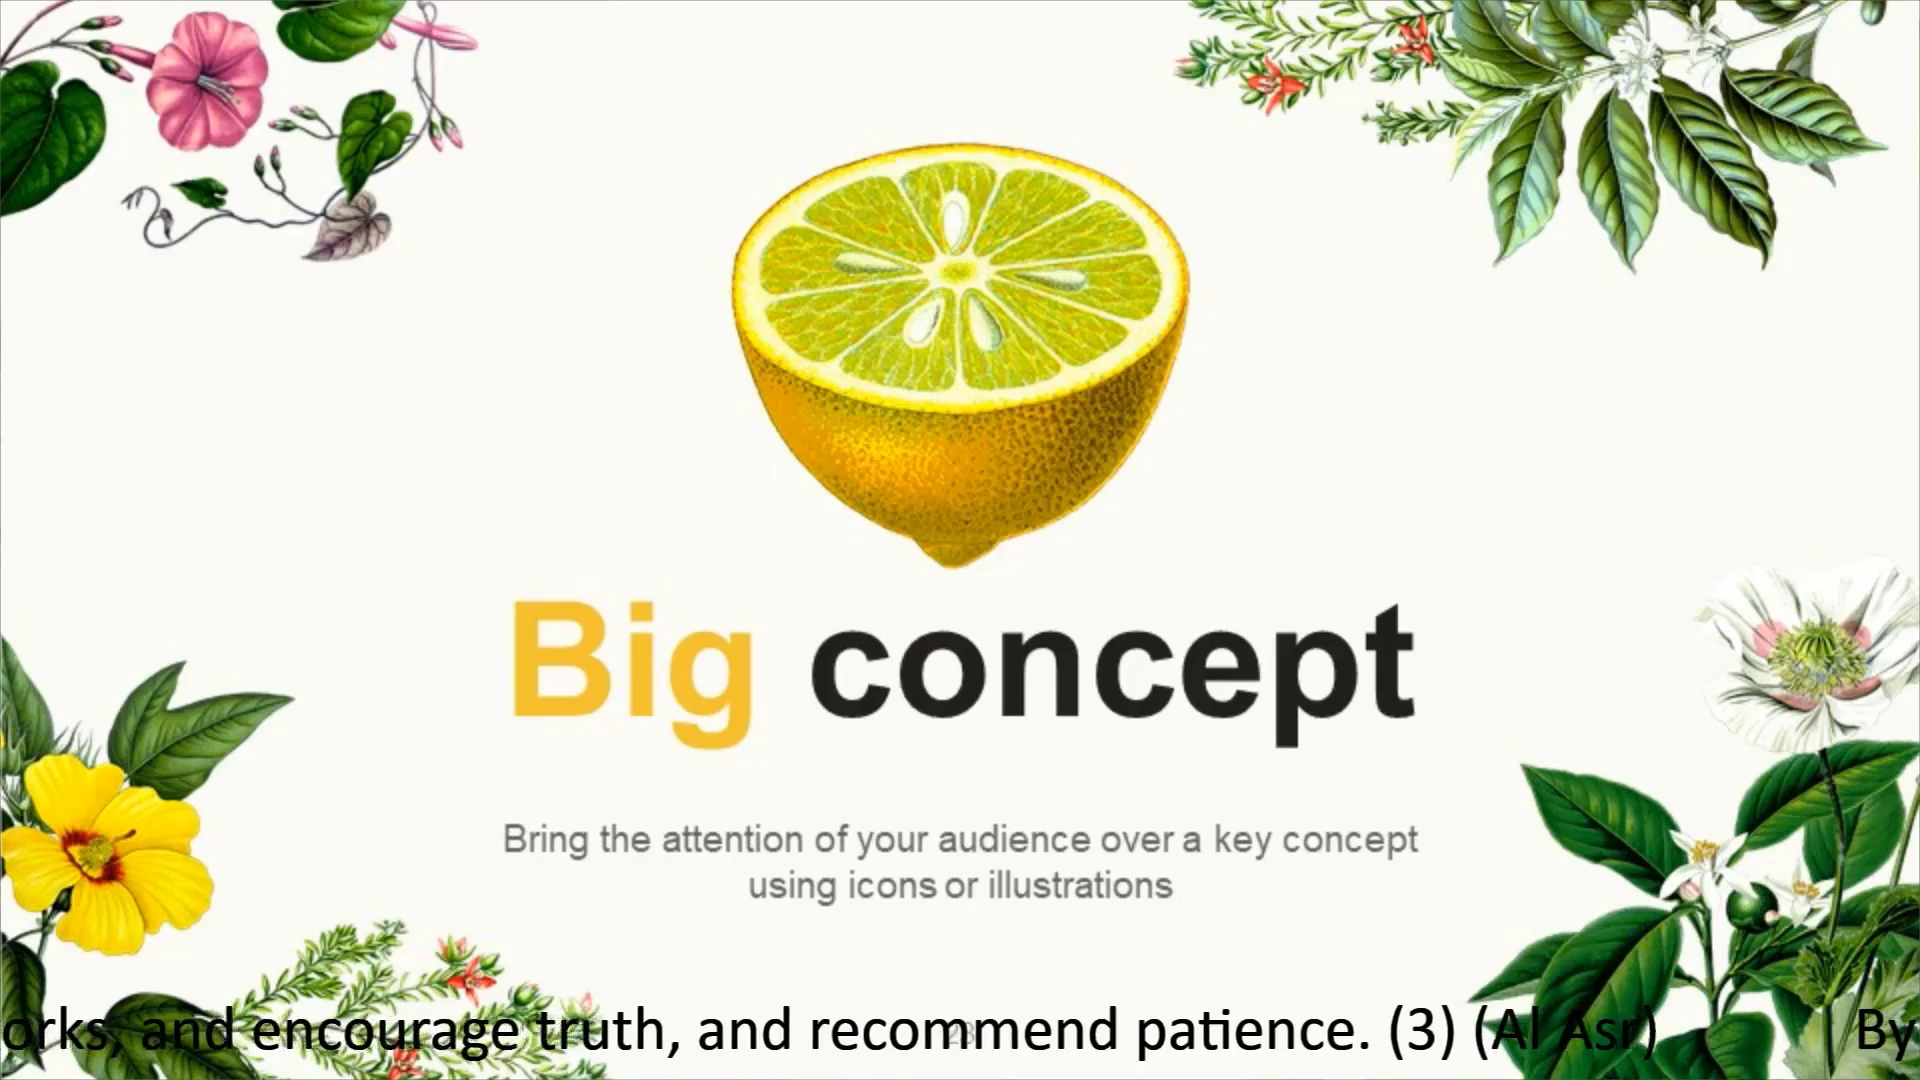 Big concept
Bring the attention of your audience over a key concept
using icons or illustrations
orks, and encourage truth, and recommend patience. (3) (Al Asr) By